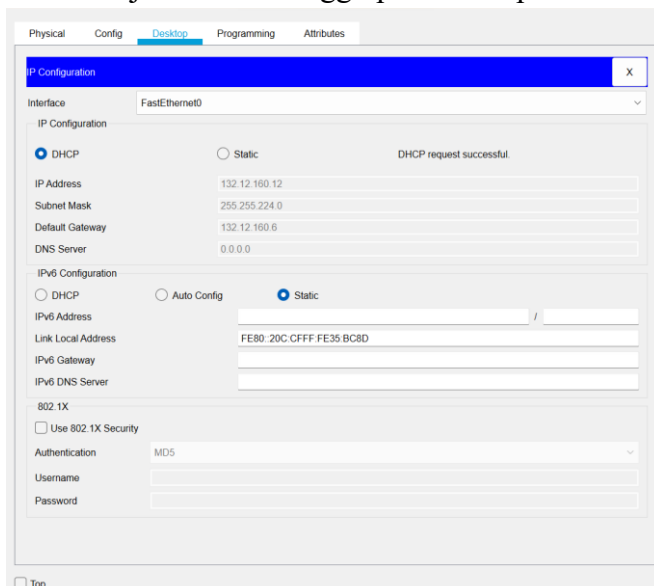 Physical Config Desktop Programming Attributes
IP Configuration X
Interface FastEthernet0
IP Configuration
DHCP Static DHCP request successful.
IP Address 132.12.160.12
Subnet Mask 255.255.224.0
Default Gateway 132.12.160.6
DNS Server 0.0.0.0
IPv6 Configuration
DHCP Auto Config Static
IPv6 Address /
Link Local Address FE80::20C:CFFF:FE35:BC8D
IPv6 Gateway
IPv6 DNS Server
802.1X
Use 802.1X Security
Authentication MD5
Username
Password
Top